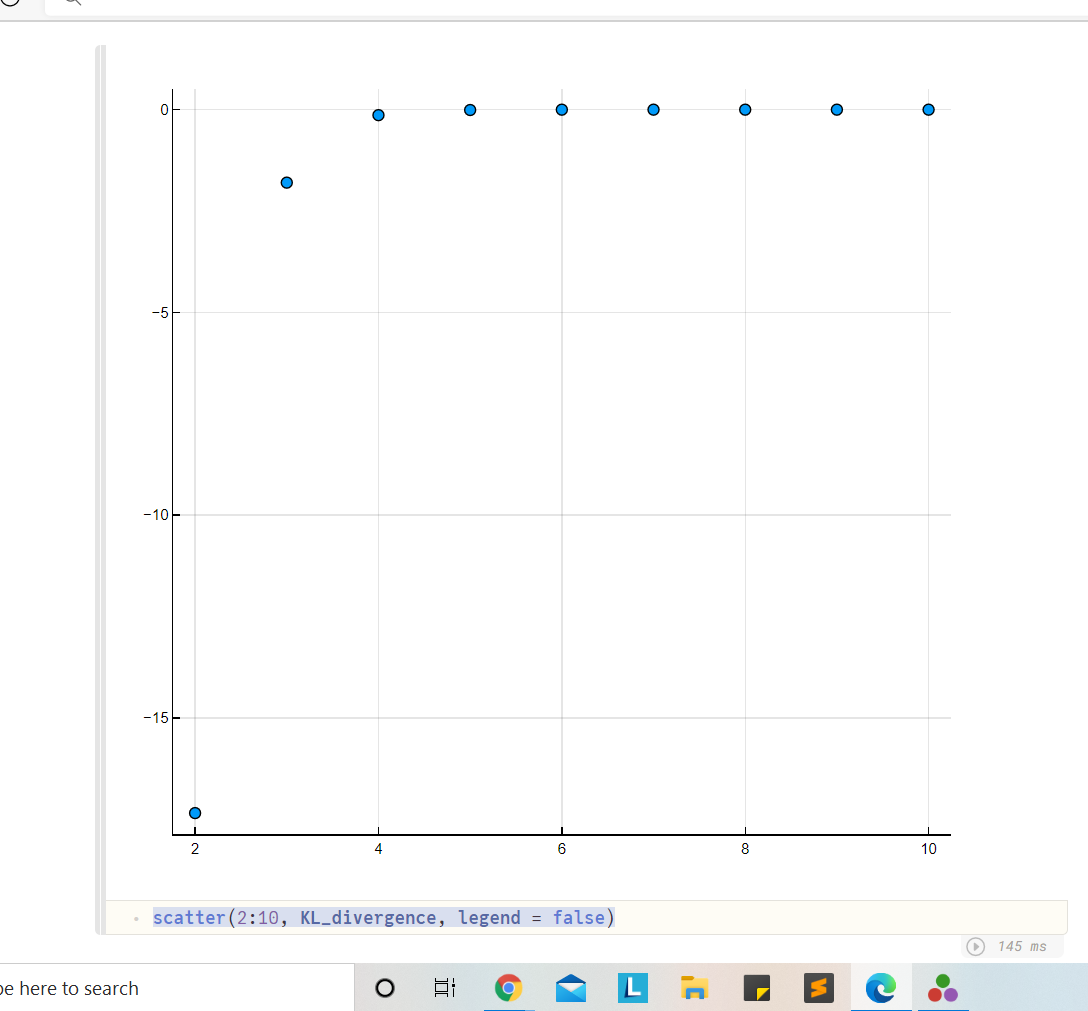 0
−5
−10
−15
2 4 6 8 10
scatter(2:10, KL_divergence, legend = false)
145 ms
pe here to search
L